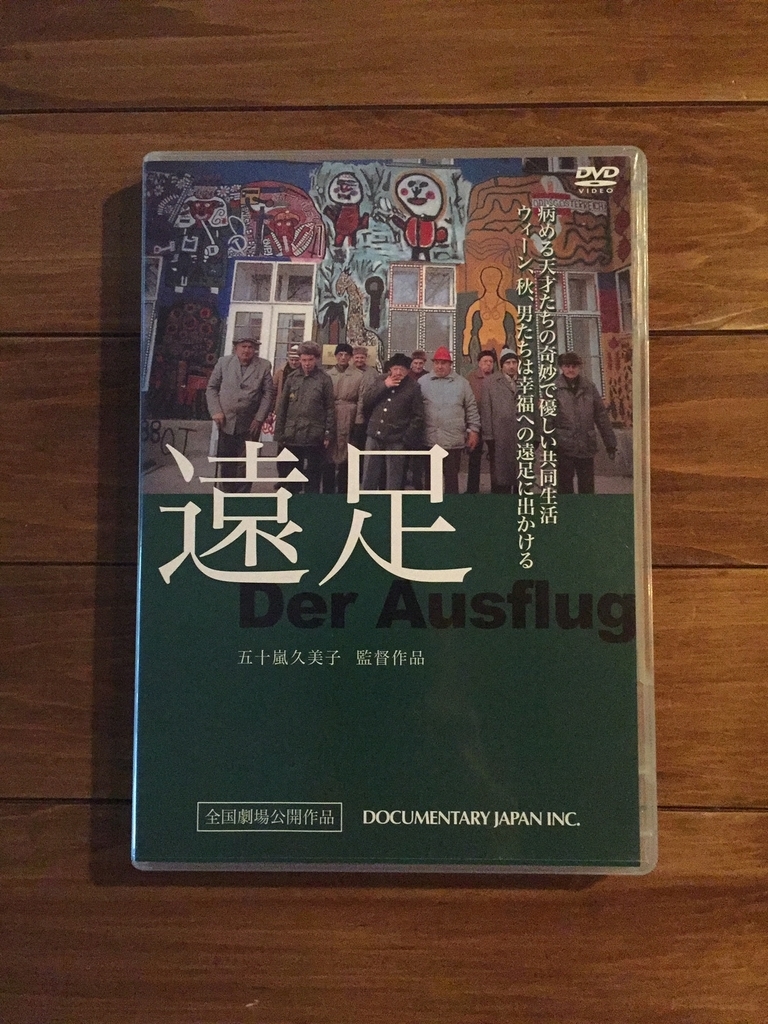 DVD
VIDEO
病める天才たちの奇妙で優しい共同生活
ウィーン、秋、男たちは幸福への遠足に出かける
遠足
Der Ausflug
五十嵐久美子 監督作品
全国劇場公開作品
DOCUMENTARY JAPAN INC.